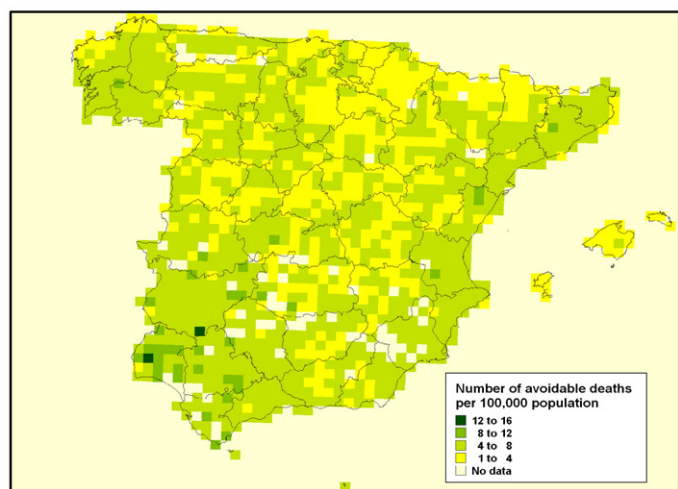 Number of avoidable deaths
per 100,000 population
12 to 16
8 to 12
4 to 8
1 to 4
No data